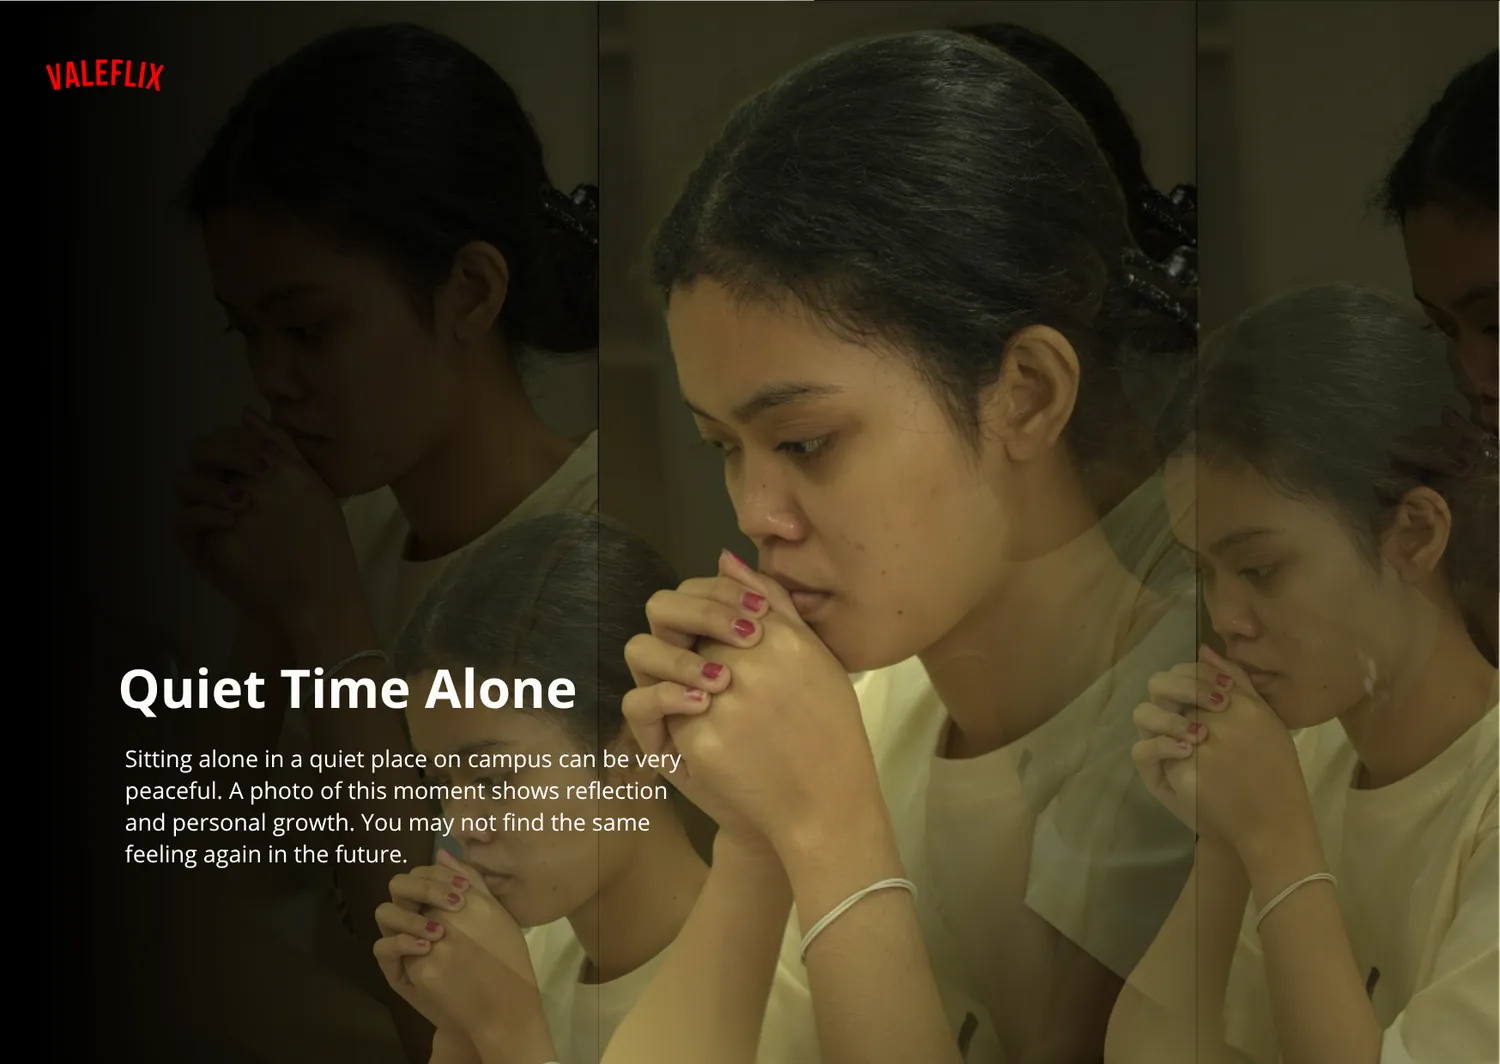 VALEFLIX
Quiet Time Alone
Sitting alone in a quiet place on campus can be very
peaceful. A photo of this moment shows reflection
and personal growth. You may not find the same
feeling again in the future.